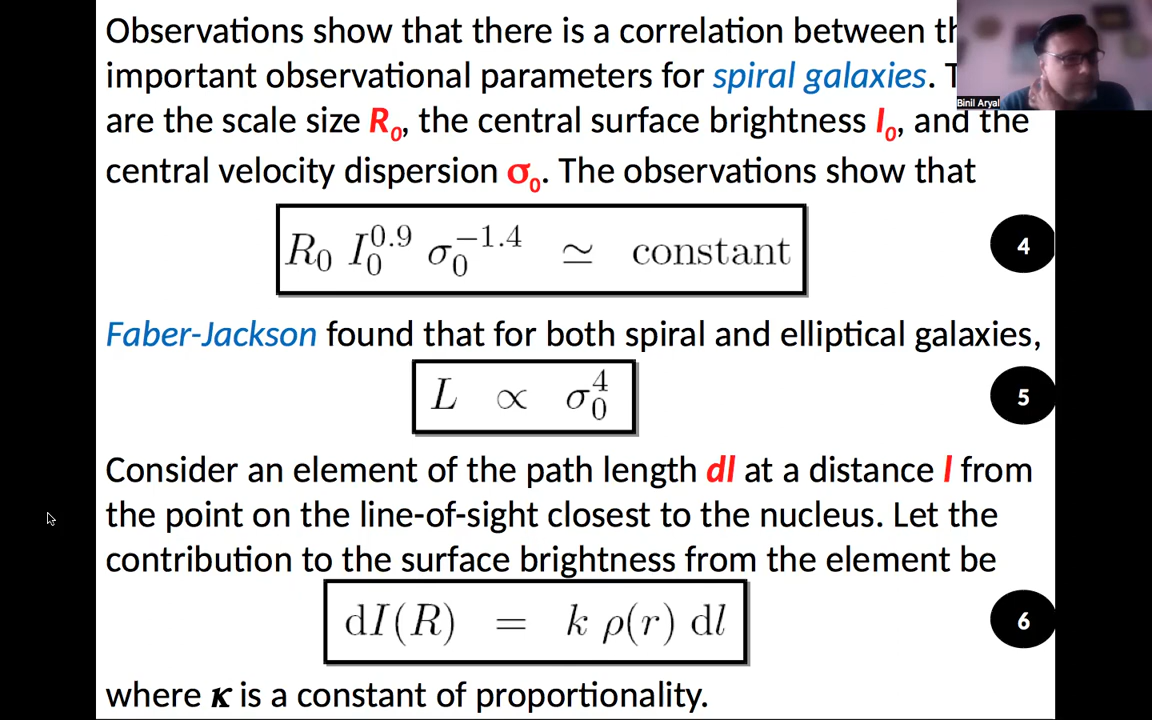 Observations show that there is a correlation between
important observational parameters for spiral galaxies.
Binil Aryal
are the scale size R₀, the central surface brightness I₀, and the
central velocity dispersion σ₀. The observations show that
R₀ I₀^0.9 σ₀^−1.4 ≃ constant
4
Faber-Jackson found that for both spiral and elliptical galaxies,
L ∝ σ₀^4
5
Consider an element of the path length dl at a distance l from
the point on the line-of-sight closest to the nucleus. Let the
contribution to the surface brightness from the element be
dI(R) = k ρ(r) dl
6
where κ is a constant of proportionality.